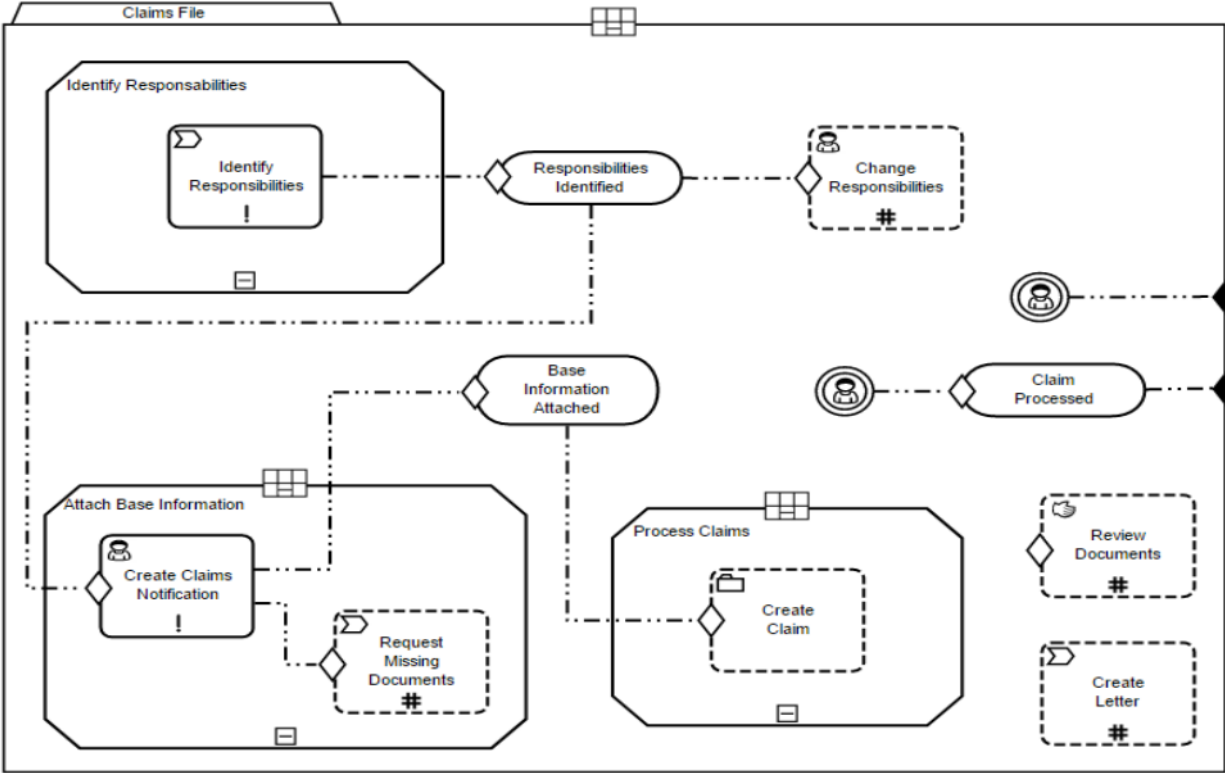 Claims File
Identify Responsabilities
Identify
Responsibilities
!
Responsibilities
Identified
Change
Responsibilities
#
Base
Information
Attached
Claim
Processed
Attach Base Information
Create Claims
Notification
!
Request
Missing
Documents
#
Process Claims
Create
Claim
Review
Documents
#
Create
Letter
#